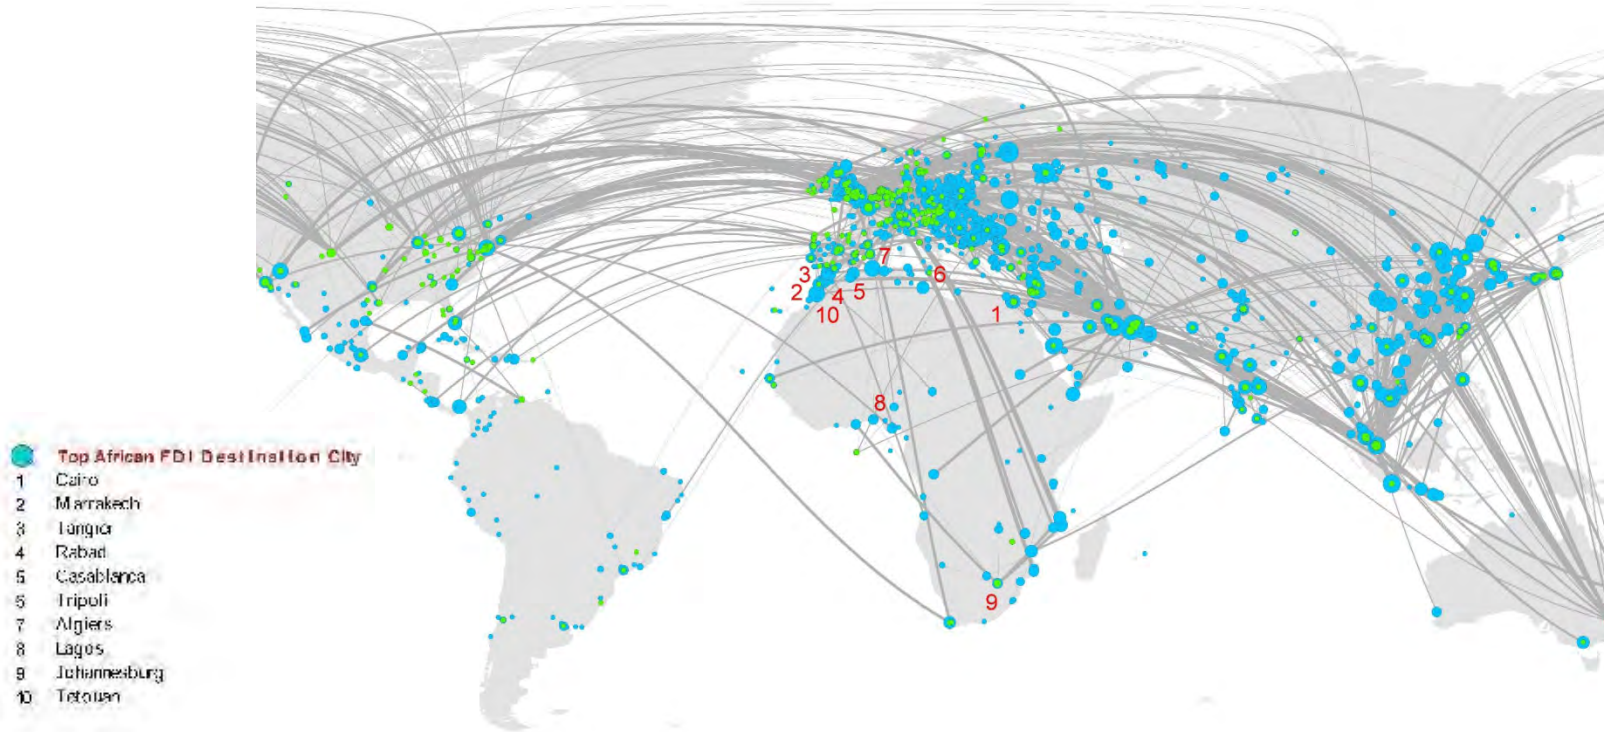 3
2
4
10
5
7
6
1
8
9
Top African FDI Destination City
1 Cairo
2 Marrakech
3 Tangier
4 Rabad
5 Casablanca
5 Tripoli
7 Algiers
8 Lagos
9 Johannesburg
10 Tetouan